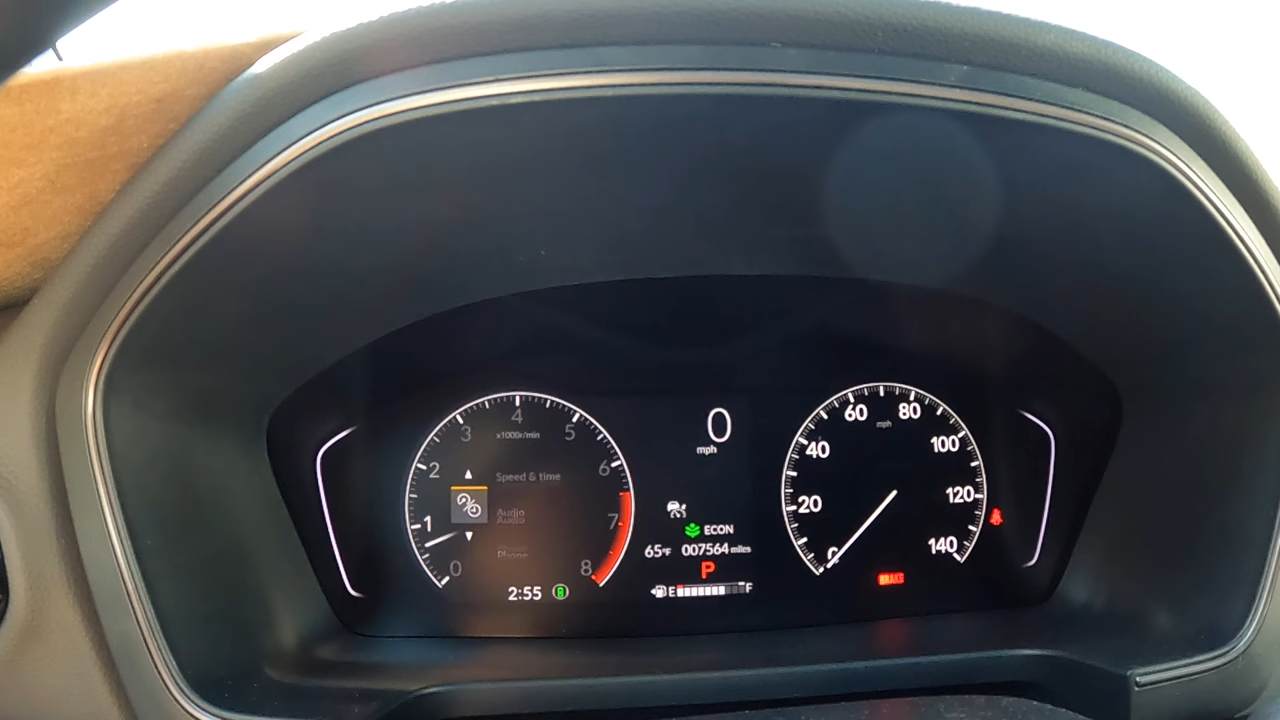 4
3
x1000r/min
5
2
Speed & time
6
1
Audio
Audio
7
Phone
0
8
2:55
0
mph
ECON
65°F 007564 miles
P
E F
60 80
mph
40 100
20 120
0 140
BRAKE